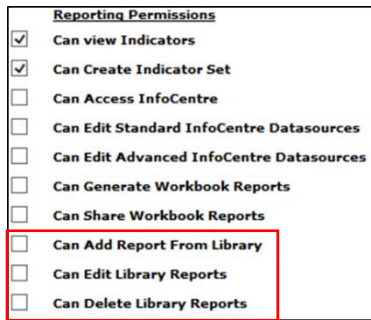 Reporting Permissions
Can view Indicators
Can Create Indicator Set
Can Access InfoCentre
Can Edit Standard InfoCentre Datasources
Can Edit Advanced InfoCentre Datasources
Can Generate Workbook Reports
Can Share Workbook Reports
Can Add Report From Library
Can Edit Library Reports
Can Delete Library Reports